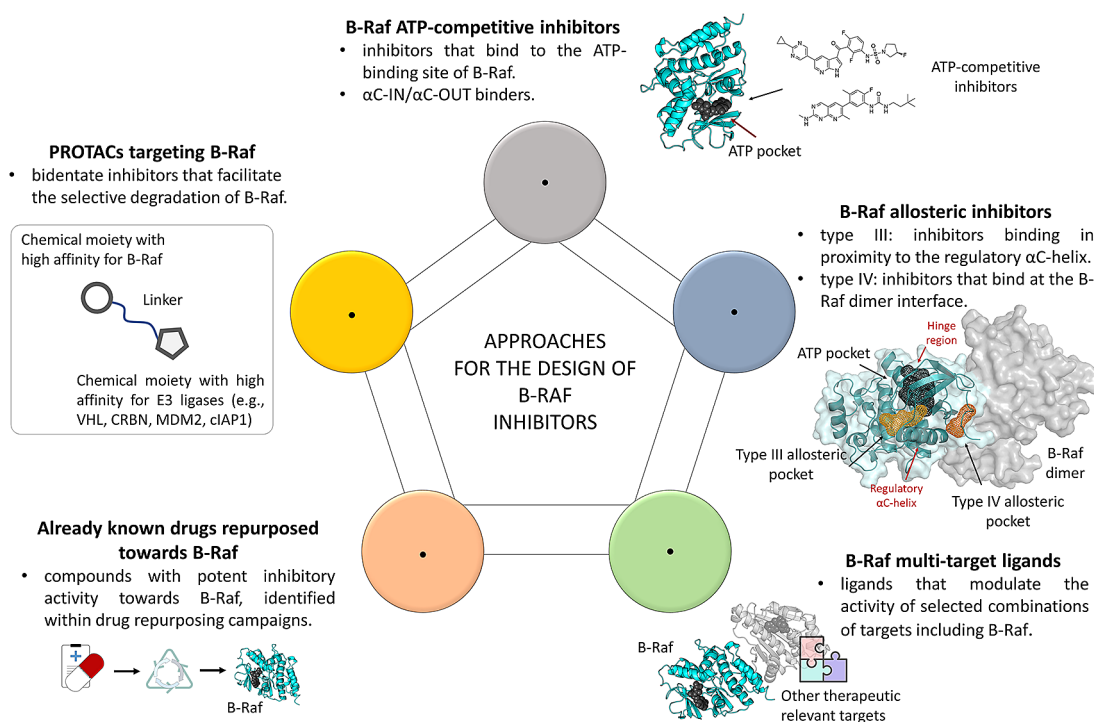 B-Raf ATP-competitive inhibitors
• inhibitors that bind to the ATP-
binding site of B-Raf.
• αC-IN/αC-OUT binders.
ATP-competitive
inhibitors
ATP pocket
PROTACs targeting B-Raf
• bidentate inhibitors that facilitate
the selective degradation of B-Raf.
Chemical moiety with
high affinity for B-Raf
Linker
Chemical moiety with high
affinity for E3 ligases (e.g.,
VHL, CRBN, MDM2, cIAP1)
B-Raf allosteric inhibitors
• type III: inhibitors binding in
proximity to the regulatory αC-helix.
• type IV: inhibitors that bind at the B-
Raf dimer interface.
Hinge
region
ATP pocket
Type III allosteric
pocket
Regulatory
αC-helix
Type IV allosteric
pocket
B-Raf
dimer
APPROACHES
FOR THE DESIGN OF
B-RAF
INHIBITORS
Already known drugs repurposed
towards B-Raf
• compounds with potent inhibitory
activity towards B-Raf, identified
within drug repurposing campaigns.
B-Raf
B-Raf multi-target ligands
• ligands that modulate the
activity of selected combinations
of targets including B-Raf.
B-Raf
Other therapeutic
relevant targets